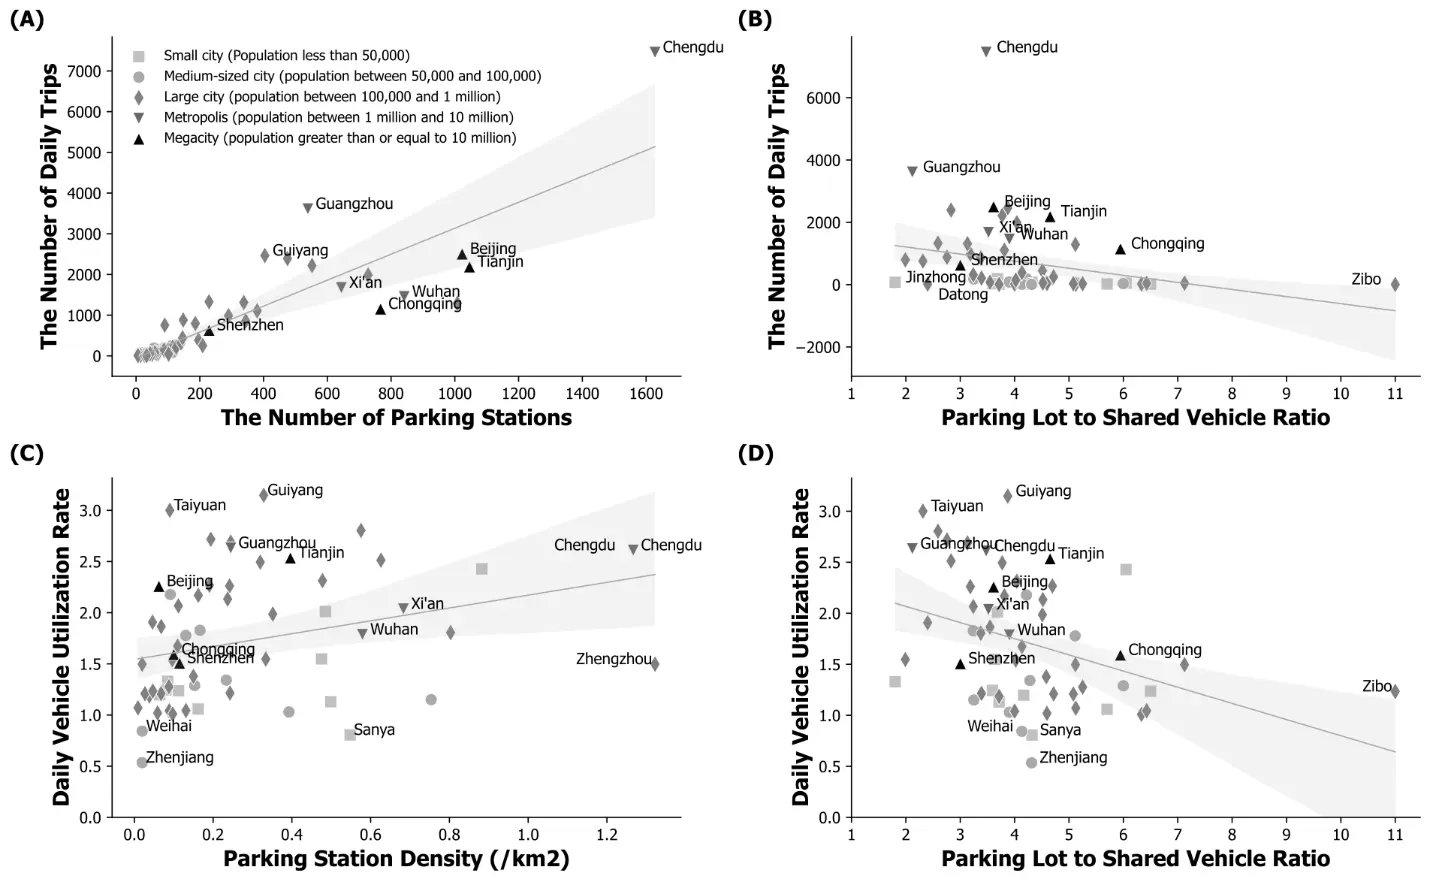 (A)
The Number of Daily Trips
7000
6000
5000
4000
3000
2000
1000
0
Small city (Population less than 50,000)
Medium-sized city (population between 50,000 and 100,000)
Large city (population between 100,000 and 1 million)
Metropolis (population between 1 million and 10 million)
Megacity (population greater than or equal to 10 million)
Chengdu
Guangzhou
Guiyang
Beijing
Tianjin
Xi'an
Wuhan
Chongqing
Shenzhen
0 200 400 600 800 1000 1200 1400 1600
The Number of Parking Stations
(B)
The Number of Daily Trips
6000
4000
2000
0
−2000
Chengdu
Guangzhou
Beijing
Tianjin
Xi'an
Wuhan
Chongqing
Shenzhen
Jinzhong
Zibo
Datong
1 2 3 4 5 6 7 8 9 10 11
Parking Lot to Shared Vehicle Ratio
(C)
Daily Vehicle Utilization Rate
3.0
2.5
2.0
1.5
1.0
0.5
0.0
Guiyang
Taiyuan
Guangzhou
Tianjin
Chengdu Chengdu
Beijing
Xi'an
Wuhan
Chongqing
Shenzhen
Zhengzhou
Weihai
Sanya
Zhenjiang
0.0 0.2 0.4 0.6 0.8 1.0 1.2
Parking Station Density (/km2)
(D)
Daily Vehicle Utilization Rate
3.0
2.5
2.0
1.5
1.0
0.5
0.0
Guiyang
Taiyuan
Guangzhou
Chengdu
Tianjin
Beijing
Xi'an
Wuhan
Chongqing
Shenzhen
Zibo
Weihai
Sanya
Zhenjiang
1 2 3 4 5 6 7 8 9 10 11
Parking Lot to Shared Vehicle Ratio